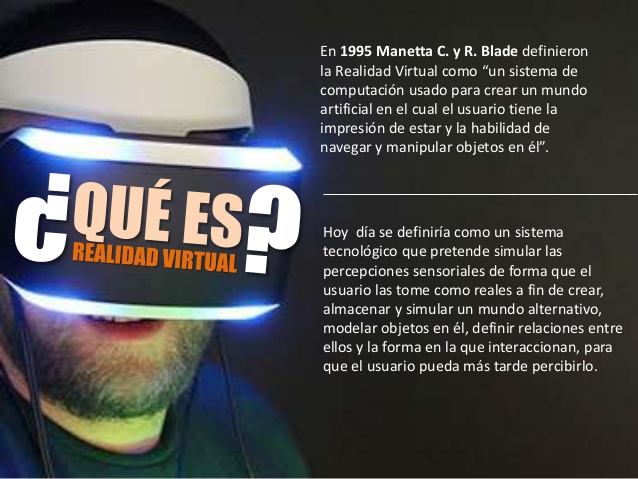 ¿QUÉ ES?
REALIDAD VIRTUAL
En 1995 Manetta C. y R. Blade definieron
la Realidad Virtual como “un sistema de
computación usado para crear un mundo
artificial en el cual el usuario tiene la
impresión de estar y la habilidad de
navegar y manipular objetos en él”.
Hoy día se definiría como un sistema
tecnológico que pretende simular las
percepciones sensoriales de forma que el
usuario las tome como reales a fin de crear,
almacenar y simular un mundo alternativo,
modelar objetos en él, definir relaciones entre
ellos y la forma en la que interaccionan, para
que el usuario pueda más tarde percibirlo.